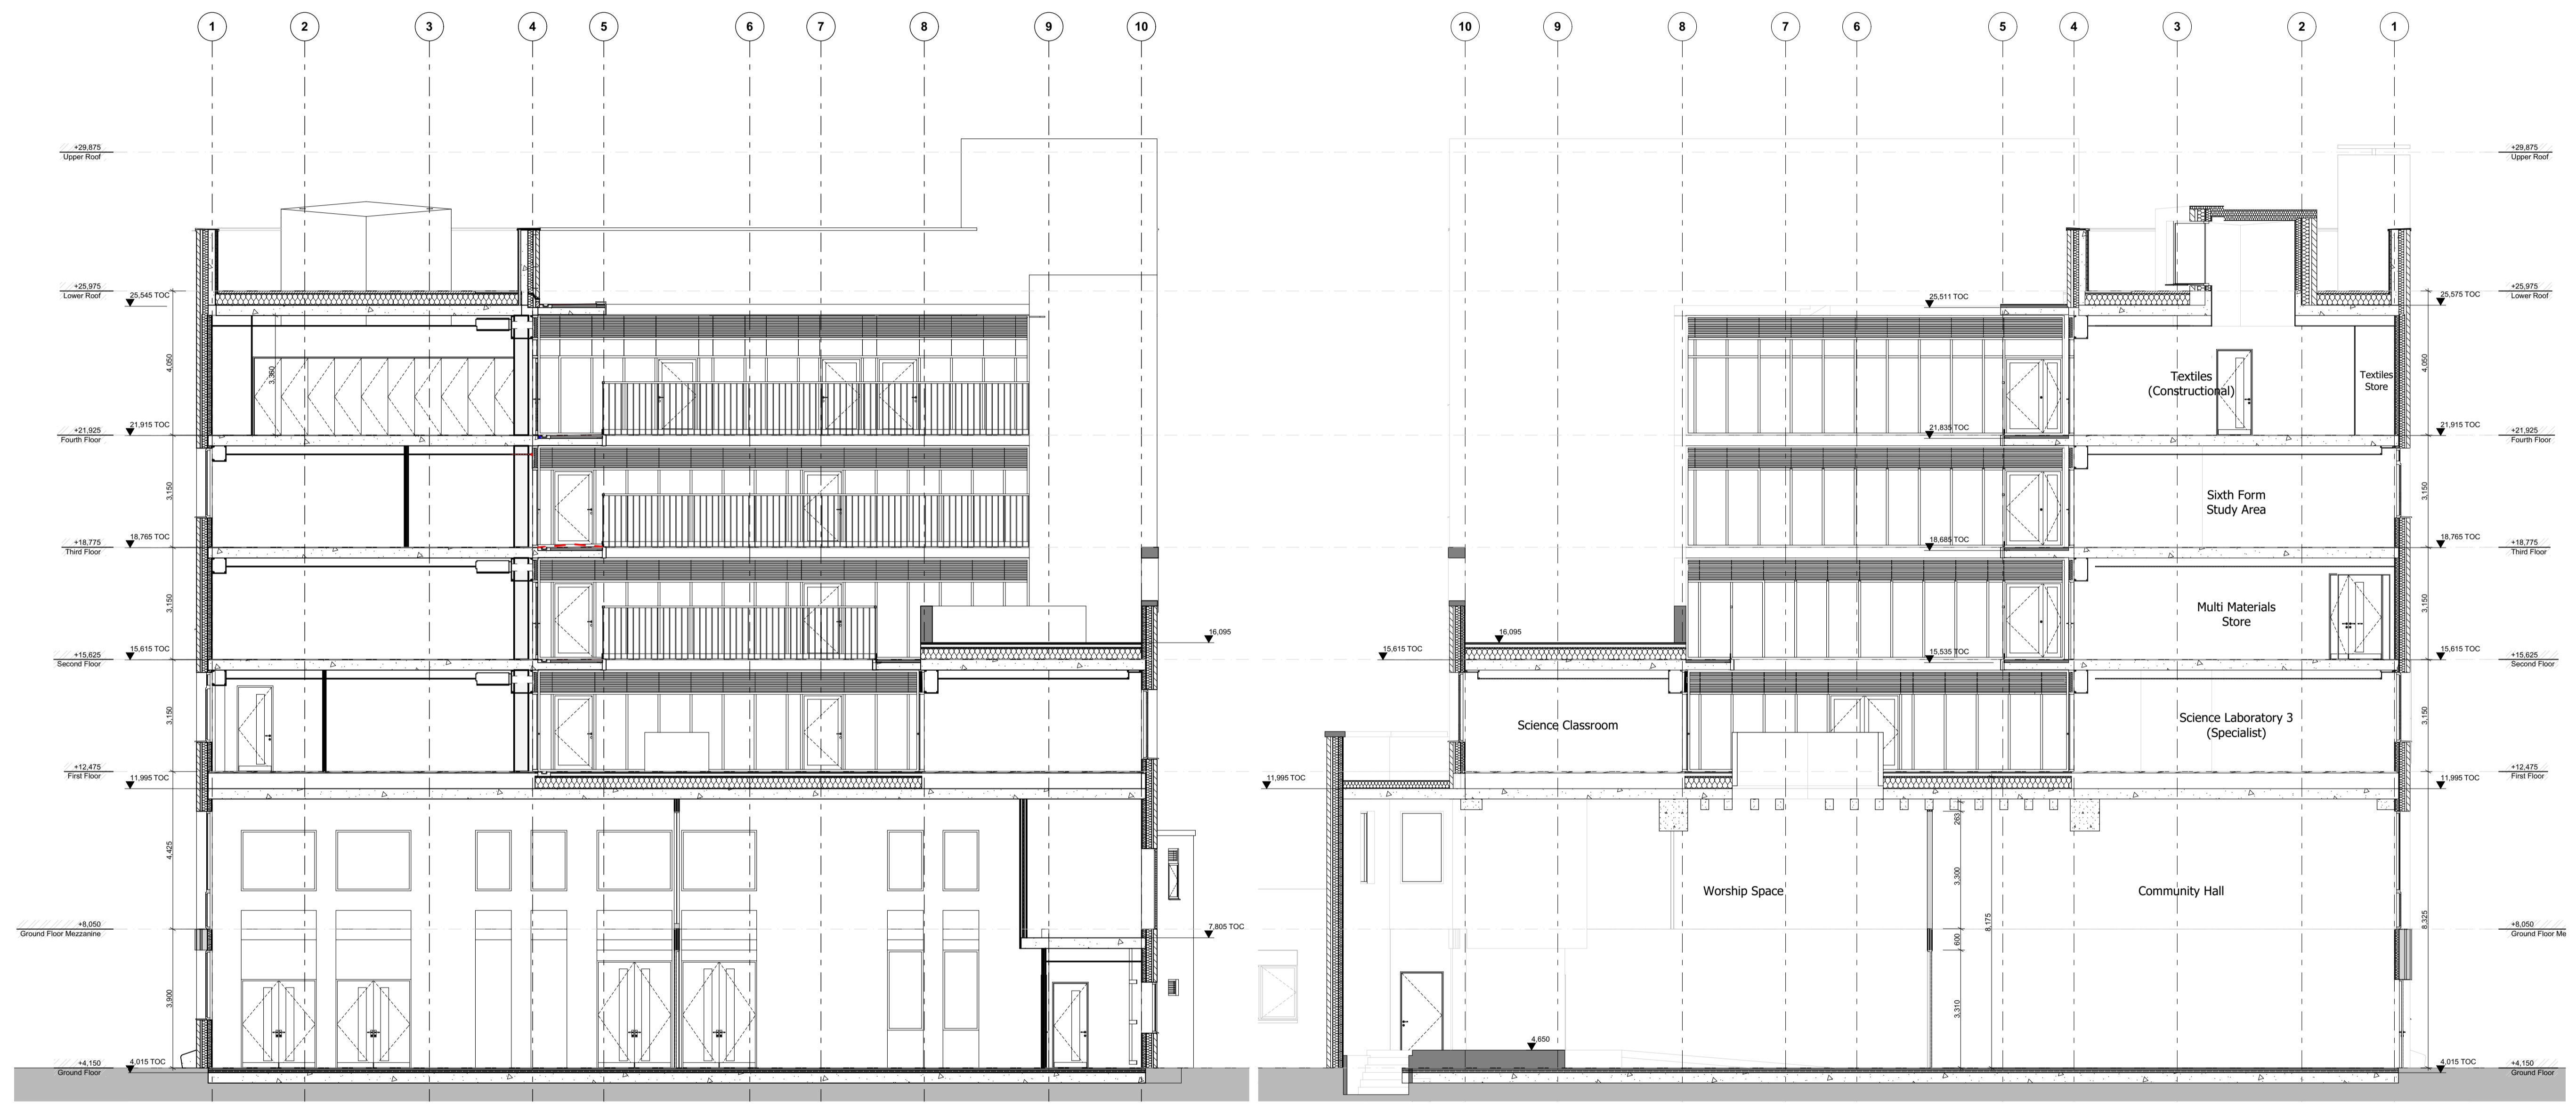 1 2 3 4 5 6 7 8 9 10
10 9 8 7 6 5 4 3 2 1
+29,875
Upper Roof
+25,975
Lower Roof
25,545 TOC
4,050
3,350
+21,925
Fourth Floor
21,915 TOC
3,150
+18,775
Third Floor
18,765 TOC
3,150
+15,625
Second Floor
15,615 TOC
3,150
+12,475
First Floor
11,995 TOC
4,425
+8,050
Ground Floor Mezzanine
3,900
+4,150
Ground Floor
4,015 TOC
16,095
7,805 TOC
+29,875
Upper Roof
+25,975
Lower Roof
25,511 TOC
25,575 TOC
Textiles
(Constructional)
Textiles
Store
4,050
21,835 TOC
21,915 TOC
+21,925
Fourth Floor
Sixth Form
Study Area
3,150
18,685 TOC
18,765 TOC
+18,775
Third Floor
Multi Materials
Store
3,150
16,095
15,615 TOC
15,535 TOC
15,615 TOC
+15,625
Second Floor
Science Classroom
Science Laboratory 3
(Specialist)
3,150
11,995 TOC
11,995 TOC
+12,475
First Floor
263
3,300
Worship Space
Community Hall
8,175
8,325
600
+8,050
Ground Floor Me
3,310
4,650
4,015 TOC
+4,150
Ground Floor